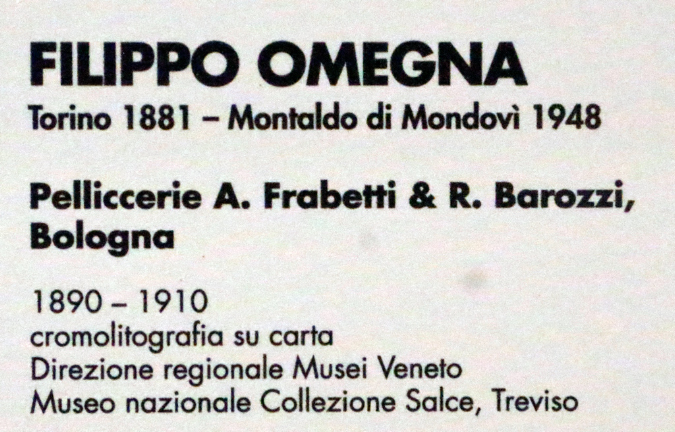 FILIPPO OMEGNA
Torino 1881 – Montaldo di Mondovì 1948
Pelliccerie A. Frabetti & R. Barozzi,
Bologna
1890 – 1910
cromolitografia su carta
Direzione regionale Musei Veneto
Museo nazionale Collezione Salce, Treviso